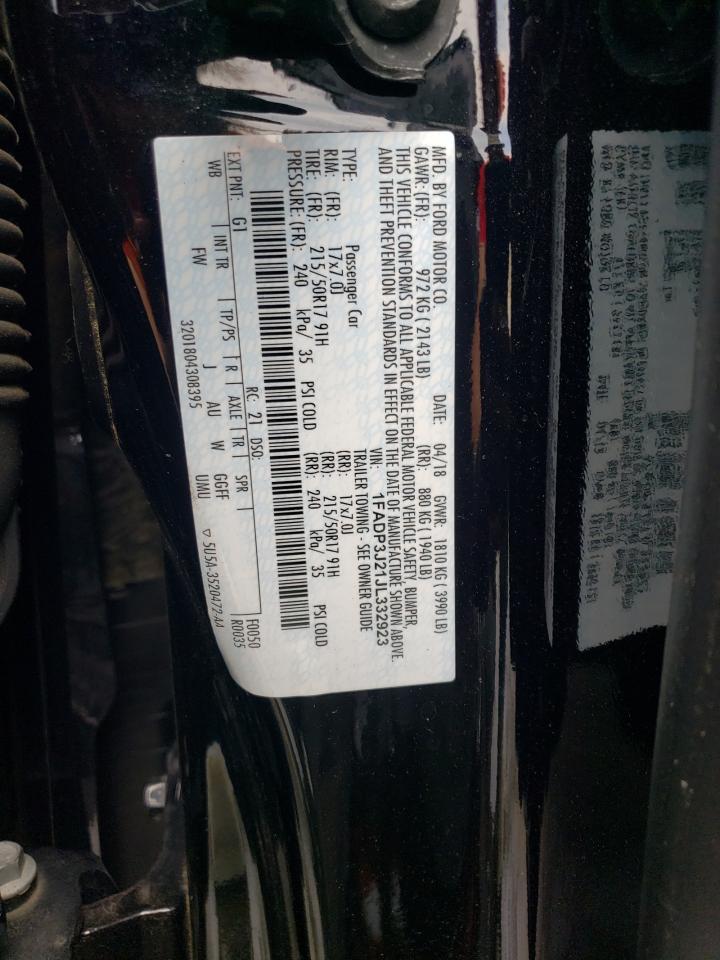 MFD. BY FORD MOTOR CO. DATE: 04/18 GVWR: 1810 KG ( 3990 LB)
GAWR: (FR): 972 KG ( 2143 LB) (RR): 880 KG ( 1940 LB)
THIS VEHICLE CONFORMS TO ALL APPLICABLE FEDERAL MOTOR VEHICLE SAFETY, BUMPER,
AND THEFT PREVENTION STANDARDS IN EFFECT ON THE DATE OF MANUFACTURE SHOWN ABOVE.
VIN: 1FADP3J21JL332923
TYPE: Passenger Car TRAILER TOWING - SEE OWNER GUIDE
RIM: (FR): 17x7.0J (RR): 17x7.0J
TIRE: (FR): 215/50R17 91H (RR): 215/50R17 91H
PRESSURE: (FR): 240 kPa/ 35 PSI COLD (RR): 240 kPa/ 35 PSI COLD
F0050
EXT PNT: G1 RC: 21 DSO: R0035
WB INT TR TP/PS R AXLE TR SPR
FW J AU W GGFF UMU
3201804308395 ▽ 5U5A-3520472-AA